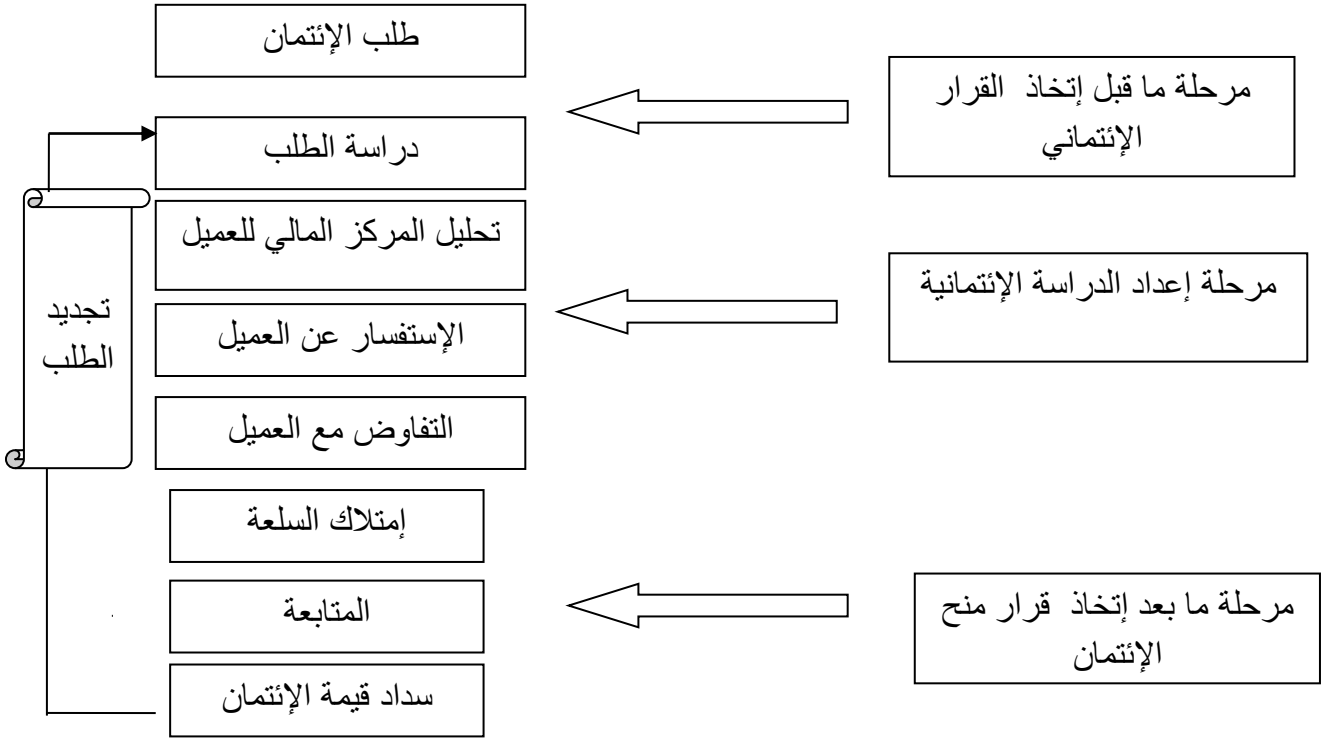 طلب الإئتمان
مرحلة ما قبل إتخاذ القرار
الإئتماني
دراسة الطلب
تحليل المركز المالي للعميل
مرحلة إعداد الدراسة الإئتمانية
تجديد
الطلب
الإستفسار عن العميل
التفاوض مع العميل
إمتلاك السلعة
مرحلة ما بعد إتخاذ قرار منح
الإئتمان
المتابعة
سداد قيمة الإئتمان